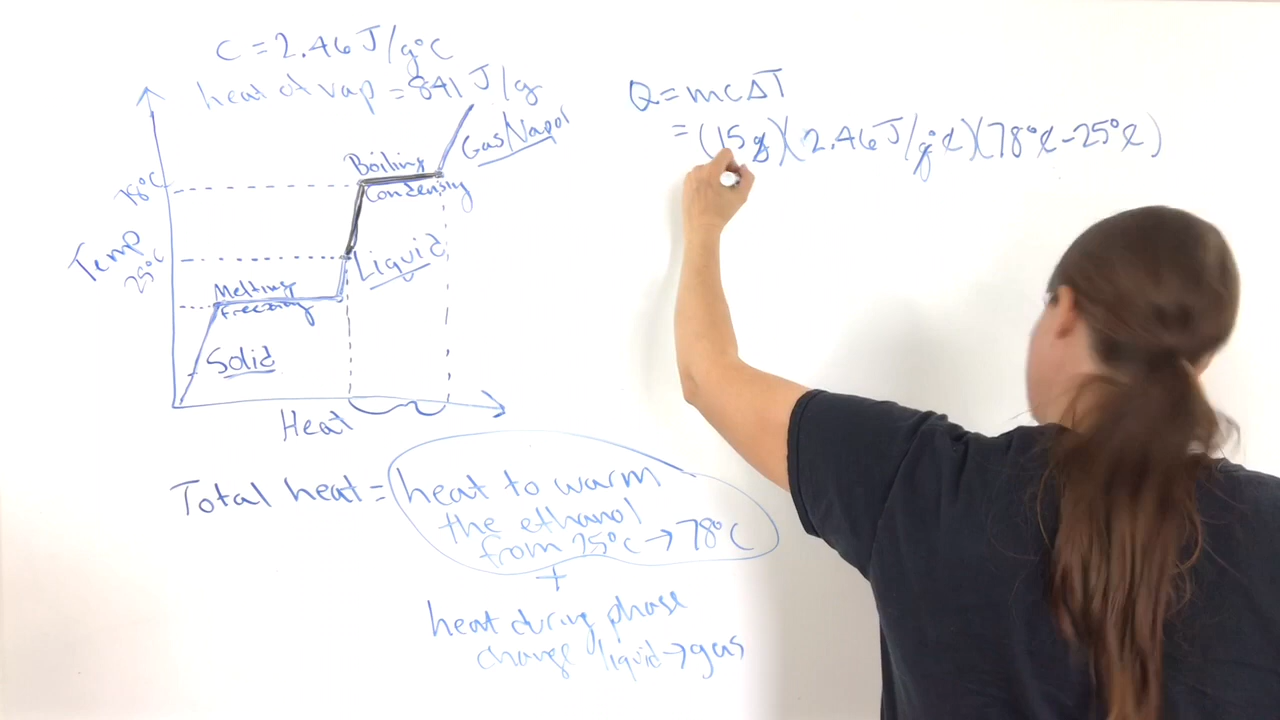 C = 2.46 J/g°C
heat of vap = 841 J/g
Q = mcΔT
= (15g)(2.46 J/g°C)(78°C - 25°C)
Gas/Vapor
Boiling
Condensing
78°C
Temp
25°C
Liquid
Melting
Freezing
Solid
Heat
Total heat = heat to warm
the ethanol
from 25°C → 78°C
+
heat during phase
change liquid → gas